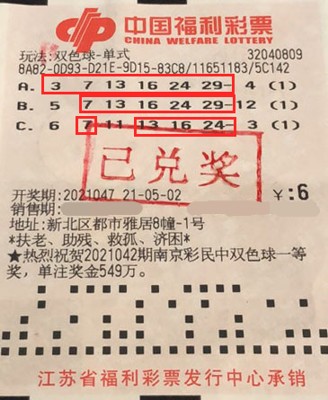 中国福利彩票
CHINA WELFARE LOTTERY
玩法:双色球-单式 32040809
8A82-0D93-D21E-9D15-83C8/11651183/5C142
A. 3 7 13 16 24 29- 4 (1)
B. 5 7 13 16 24 29-12 (1)
C. 6 7 11 13 16 24- 3 (1)
已兑奖
开奖期:2021047 21-05-02 ¥:6
销售期:
地址:新北区都市雅居8幢-1号
*扶老、助残、救孤、济困*
★热烈祝贺2021042期南京彩民中双色球一等
奖,单注奖金549万。
江苏省福利彩票发行中心承销